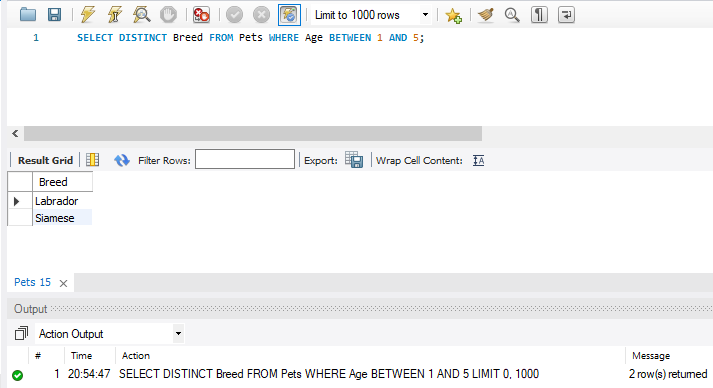 Limit to 1000 rows
1 SELECT DISTINCT Breed FROM Pets WHERE Age BETWEEN 1 AND 5;
Result Grid Filter Rows: Export: Wrap Cell Content:
Breed
Labrador
Siamese
Pets 15
Output
Action Output
# Time Action Message
1 20:54:47 SELECT DISTINCT Breed FROM Pets WHERE Age BETWEEN 1 AND 5 LIMIT 0, 1000 2 row(s) returned